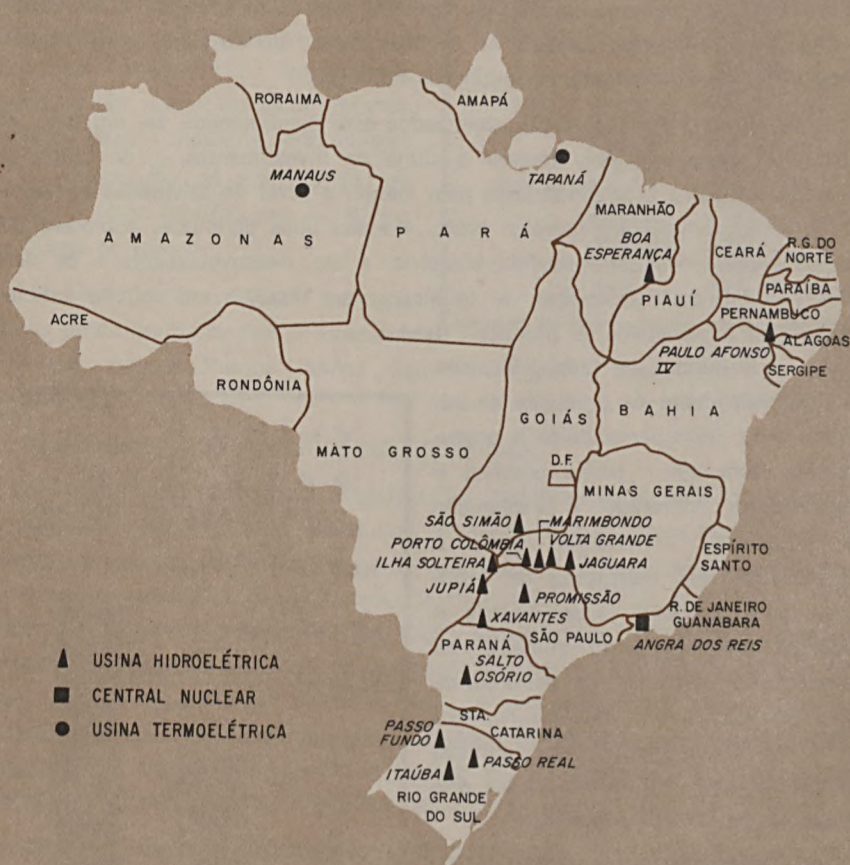 RORAIMA
AMAPÁ
MANAUS
TAPANÁ
MARANHÃO
AMAZONAS
PARÁ
BOA
ESPERANÇA
CEARÁ
R.G. DO
NORTE
PARAÍBA
PIAUÍ
PERNAMBUCO
ACRE
ALAGOAS
PAULO AFONSO
IV
SERGIPE
RONDÔNIA
GOIÁS
BAHIA
MATO GROSSO
D.F.
MINAS GERAIS
SÃO SIMÃO
MARIMBONDO
PORTO COLÔMBIA
VOLTA GRANDE
ILHA SOLTEIRA
JAGUARA
ESPÍRITO
SANTO
JUPIÁ
PROMISSÃO
XAVANTES
R. DE JANEIRO
GUANABARA
SÃO PAULO
ANGRA DOS REIS
PARANÁ
SALTO
OSÓRIO
USINA HIDROELÉTRICA
CENTRAL NUCLEAR
USINA TERMOELÉTRICA
STA.
CATARINA
PASSO
FUNDO
PASSO REAL
ITAÚBA
RIO GRANDE
DO SUL